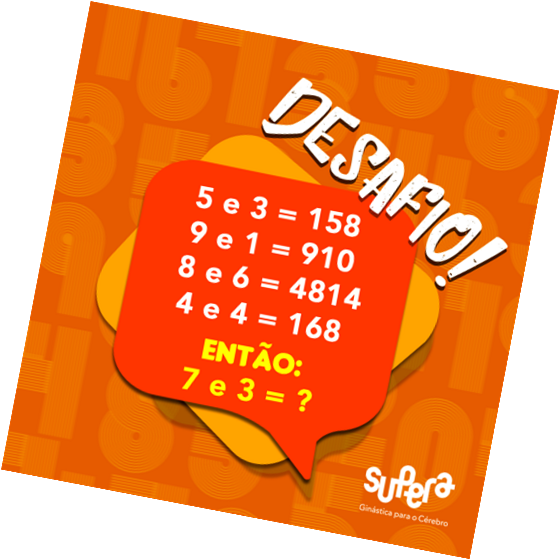 DESAFIO!
5 e 3 = 158
9 e 1 = 910
8 e 6 = 4814
4 e 4 = 168
ENTÃO:
7 e 3 = ?
supera
Ginástica para o Cérebro